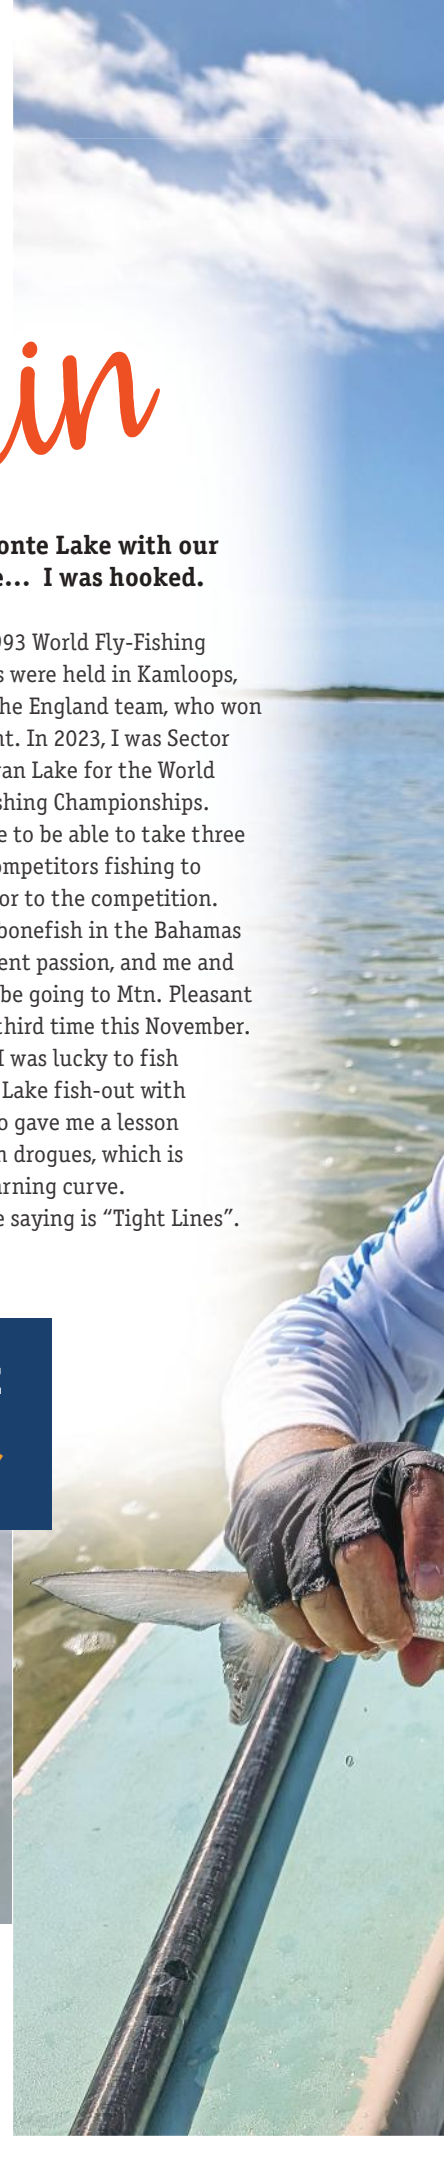 in
onte Lake with our
e... I was hooked.
993 World Fly-Fishing
s were held in Kamloops,
he England team, who won
nt. In 2023, I was Sector
van Lake for the World
shing Championships.
e to be able to take three
ompetitors fishing to
or to the competition.
bonefish in the Bahamas
ent passion, and me and
be going to Mtn. Pleasant
third time this November.
I was lucky to fish
Lake fish-out with
o gave me a lesson
n drogues, which is
arning curve.
e saying is “Tight Lines”.